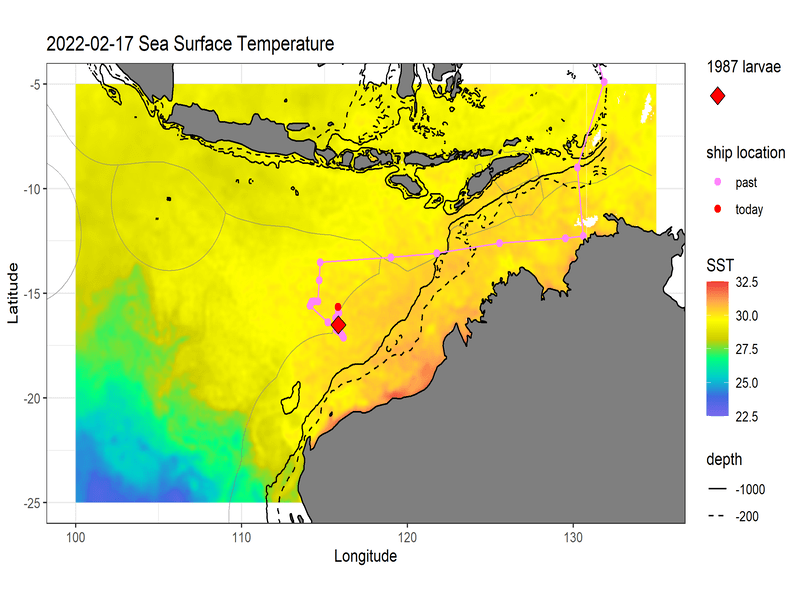 2022-02-17 Sea Surface Temperature
-5
-10
-15
-20
-25
Latitude
100
110
120
130
Longitude
1987 larvae
ship location
past
today
SST
32.5
30.0
27.5
25.0
22.5
depth
-1000
-200